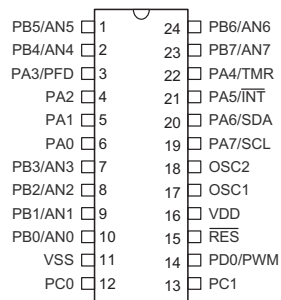 PB5/AN5 1 24 PB6/AN6
PB4/AN4 2 23 PB7/AN7
PA3/PFD 3 22 PA4/TMR
PA2 4 21 PA5/INT
PA1 5 20 PA6/SDA
PA0 6 19 PA7/SCL
PB3/AN3 7 18 OSC2
PB2/AN2 8 17 OSC1
PB1/AN1 9 16 VDD
PB0/AN0 10 15 RES
VSS 11 14 PD0/PWM
PC0 12 13 PC1